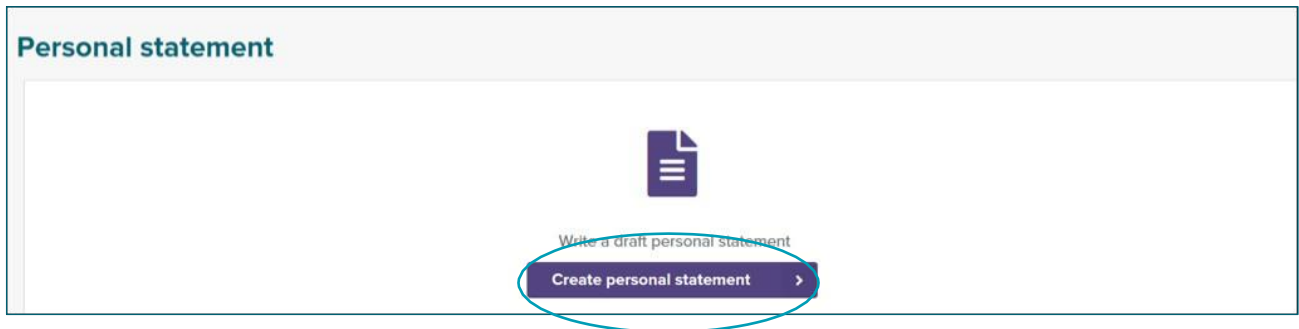 Personal statement
Write a draft personal statement
Create personal statement